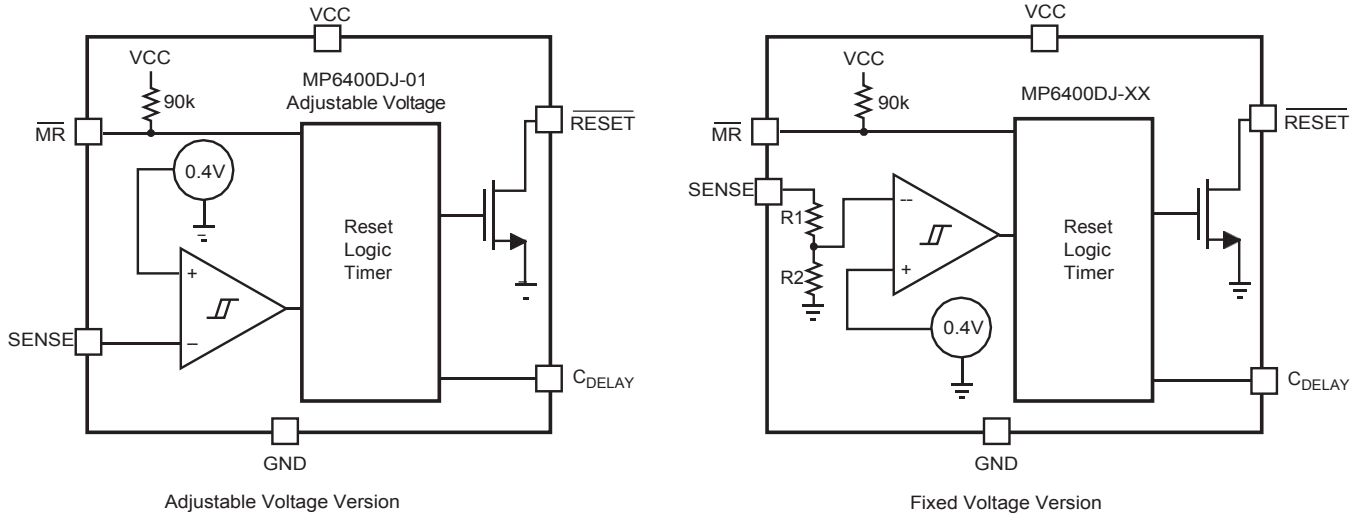 VCC
VCC
MP6400DJ-01
Adjustable Voltage
90k
MR
RESET
0.4V
+
–
Reset
Logic
Timer
SENSE
CDELAY
GND
Adjustable Voltage Version
VCC
VCC
90k
MP6400DJ-XX
MR
RESET
SENSE
R1
R2
--
+
0.4V
Reset
Logic
Timer
CDELAY
GND
Fixed Voltage Version